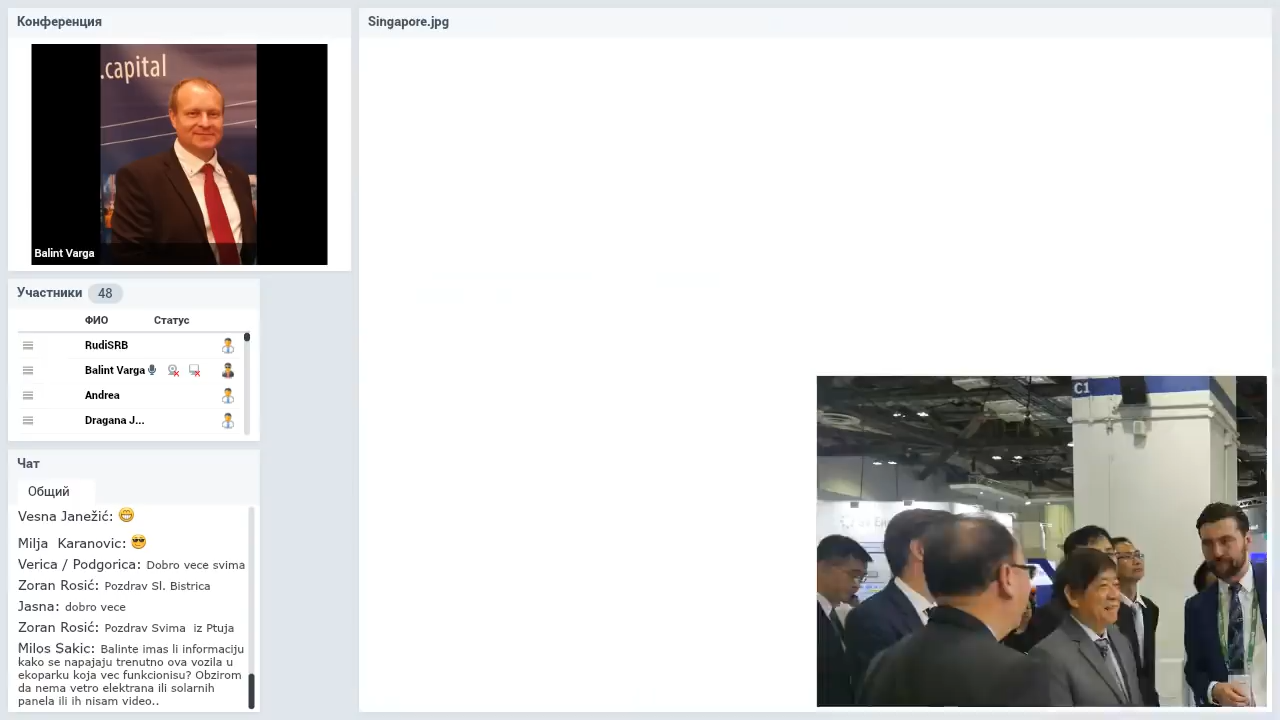 Конференция
.capital
Balint Varga
Участники 48
ФИО Статус
RudiSRB
Balint Varga
Andrea
Dragana J...
Чат
Общий
Vesna Janežić:
Milja Karanovic:
Verica / Podgorica: Dobro vece svima
Zoran Rosić: Pozdrav Sl. Bistrica
Jasna: dobro vece
Zoran Rosić: Pozdrav Svima iz Ptuja
Milos Sakic: Balinte imas li informaciju
kako se napajaju trenutno ova vozila u
ekoparku koja vec funkcionisu? Obzirom
da nema vetro elektrana ili solarnih
panela ili ih nisam video..
Singapore.jpg
C1